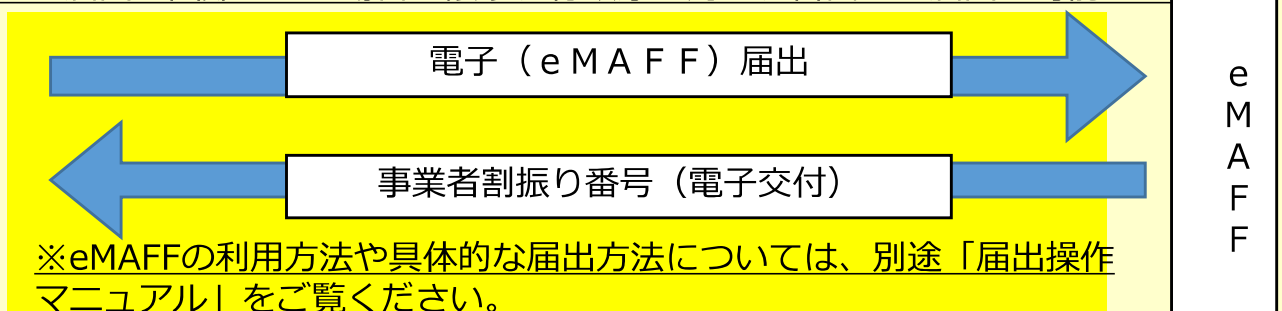 電子（ｅＭＡＦＦ）届出
事業者割振り番号（電子交付）
※eMAFFの利用方法や具体的な届出方法については、別途「届出操作
マニュアル」をご覧ください。
e
M
A
F
F